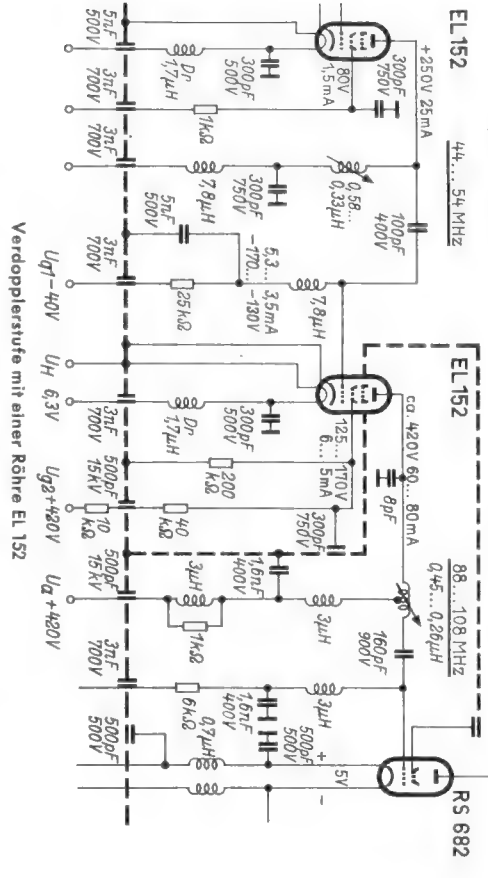 EL 152
44... 54 MHz
+250V 25mA
300pF
750V
80V
1,5mA
300pF
500V
Dr
1,7µH
5nF
500V
3nF
700V
1kΩ
3nF
700V
100pF
400V
0,58...
0,33µH
300pF
750V
7,8µH
3nF
700V
5nF
500V
7,8µH
5,3... 3,5mA
-170... -130V
25kΩ
3nF
700V
Ug1-40V
EL152
88... 108 MHz
ca. 420V 60... 80mA
8pF
0,45... 0,26µH
160pF
900V
125... 170V
6... 5mA
300pF
500V
Dr
1,7µH
UH 6,3V
3nF
700V
200
kΩ
300pF
750V
40
kΩ
10
kΩ
500pF
15kV
Ug2+420V
1,6nF
400V
3µH
3µH
1kΩ
500pF
15kV
Ua+420V
3nF
700V
3µH
1,6nF
400V
6kΩ
500pF
500V
0,7µH
500pF
500V
+
5V
-
RS 682
Verdopplerstufe mit einer Röhre EL 152